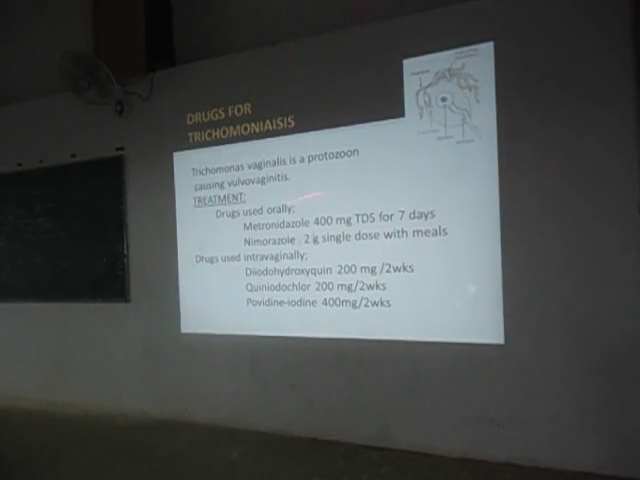 DRUGS FOR
TRICHOMONIAISIS
Trichomonas vaginalis is a protozoon
causing vulvovaginitis.
TREATMENT:
Drugs used orally;
Metronidazole 400 mg TDS for 7 days
Nimorazole . 2 g single dose with meals
Drugs used intravaginally;
Diiodohydroxyquin 200 mg /2wks
Quiniodochlor 200 mg/2wks
Povidine-iodine 400mg/2wks